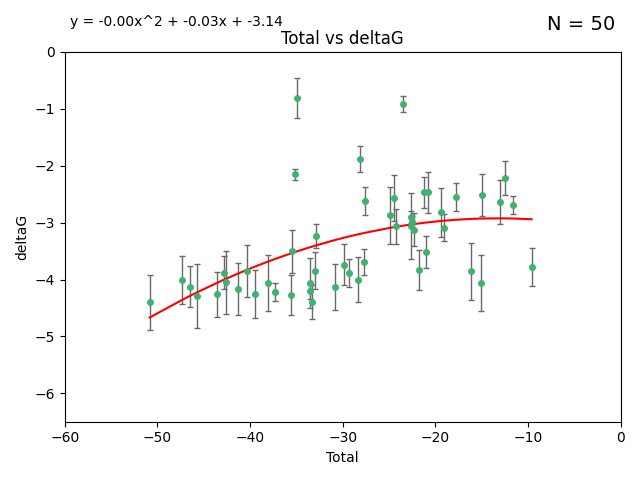 y = -0.00x^2 + -0.03x + -3.14
N = 50
Total vs deltaG
0
−1
−2
−3
−4
−5
−6
deltaG
−60
−50
−40
−30
−20
−10
0
Total